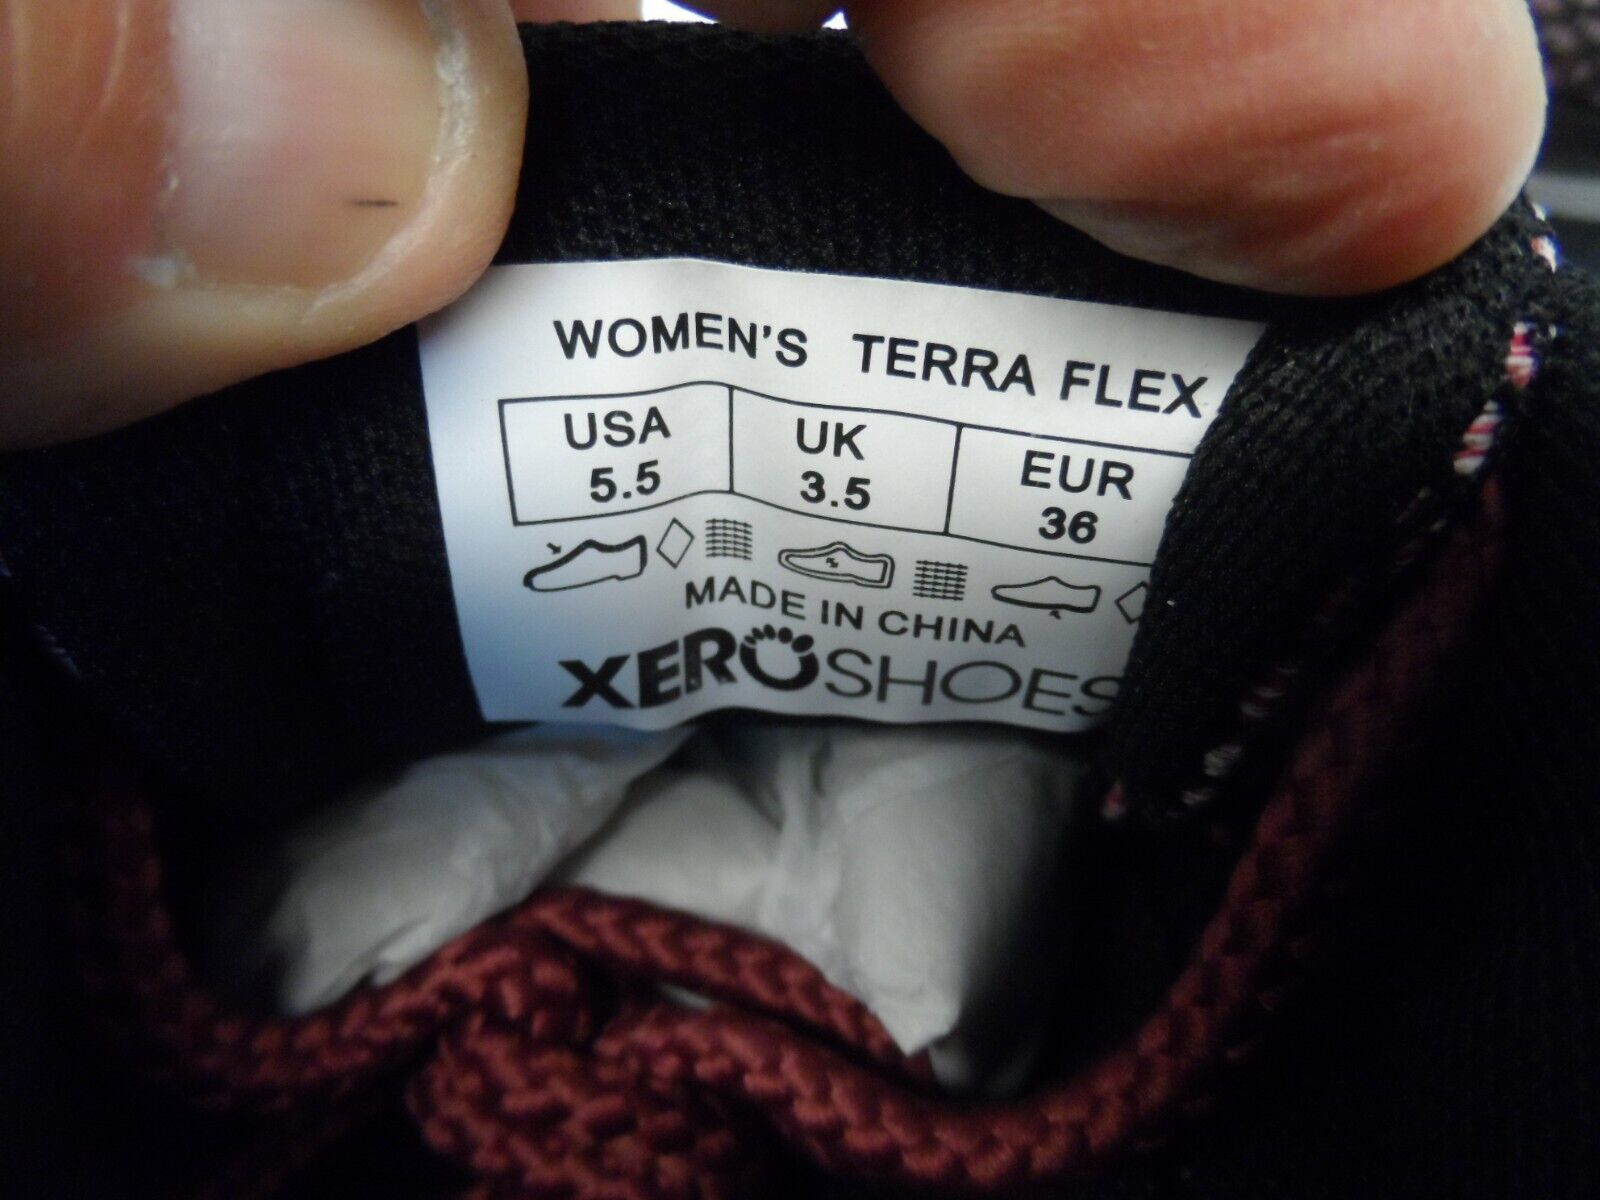 WOMEN'S TERRA FLEX
USA UK EUR
5.5 3.5 36
MADE IN CHINA
XEROSHOES